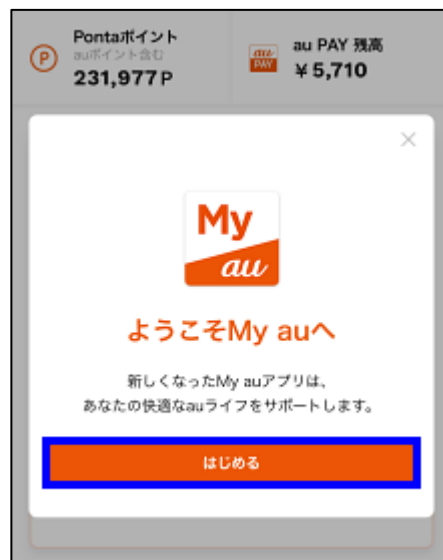 Pontaポイント
auポイント含む
231,977P
au PAY 残高
¥5,710
My
au
ようこそMy auへ
新しくなったMy auアプリは、
あなたの快適なauライフをサポートします。
はじめる